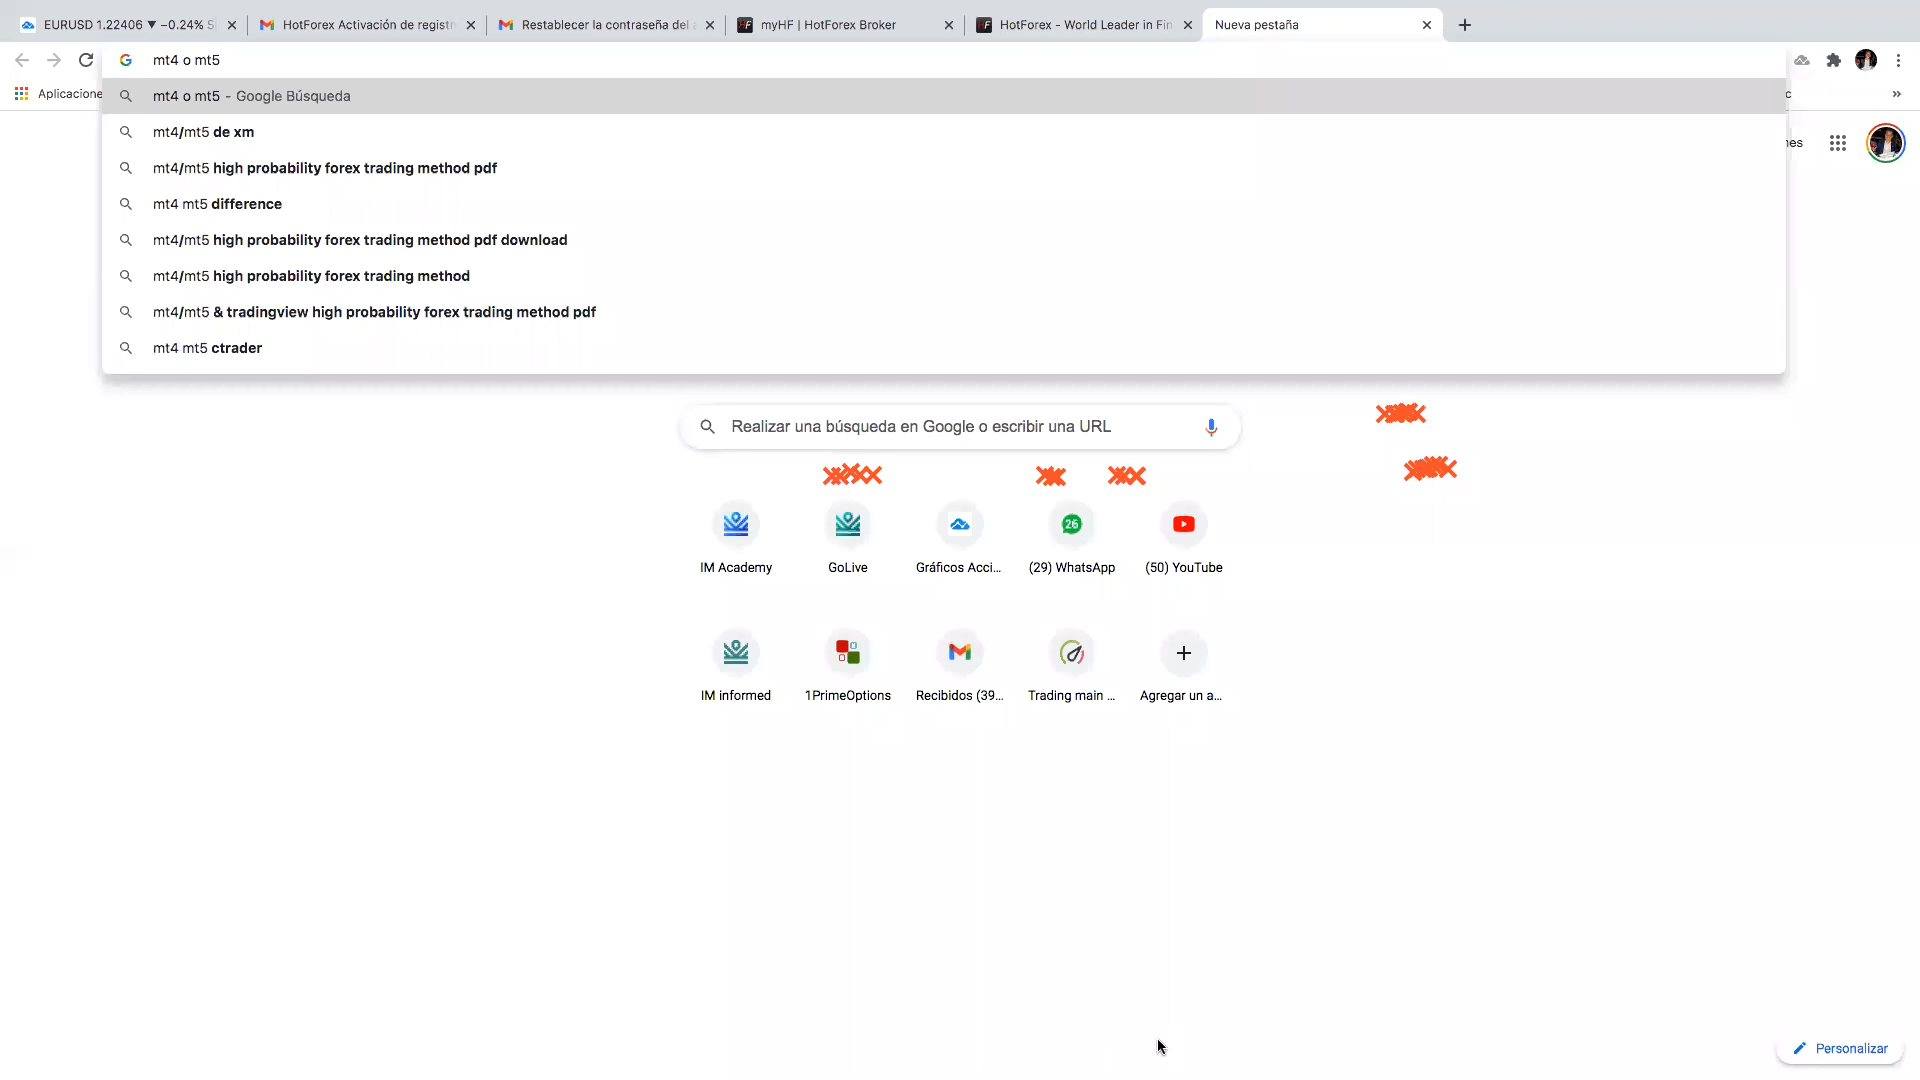 EURUSD 1.22406 ▼ −0.24% S
HotForex Activación de registr
Restablecer la contraseña del
myHF | HotForex Broker
HotForex - World Leader in Fin
Nueva pestaña
mt4 o mt5
Aplicacione
mt4 o mt5 - Google Búsqueda
mt4/mt5 de xm
mt4/mt5 high probability forex trading method pdf
mt4 mt5 difference
mt4/mt5 high probability forex trading method pdf download
mt4/mt5 high probability forex trading method
mt4/mt5 & tradingview high probability forex trading method pdf
mt4 mt5 ctrader
Realizar una búsqueda en Google o escribir una URL
26
IM Academy
GoLive
Gráficos Acci...
(29) WhatsApp
(50) YouTube
IM informed
1PrimeOptions
Recibidos (39...
Trading main ...
Agregar un a...
Personalizar